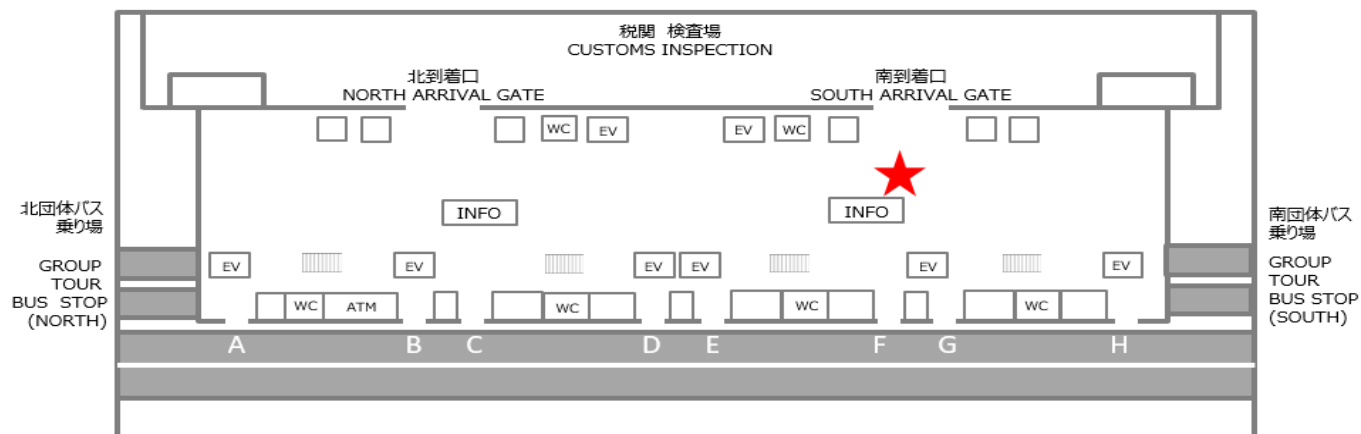 税関 検査場
CUSTOMS INSPECTION
北到着口
NORTH ARRIVAL GATE
南到着口
SOUTH ARRIVAL GATE
WC
EV
EV
WC
INFO
INFO
北団体バス
乗り場
GROUP
TOUR
BUS STOP
(NORTH)
南団体バス
乗り場
GROUP
TOUR
BUS STOP
(SOUTH)
EV
EV
EV
EV
EV
EV
WC
ATM
WC
WC
WC
A
B
C
D
E
F
G
H